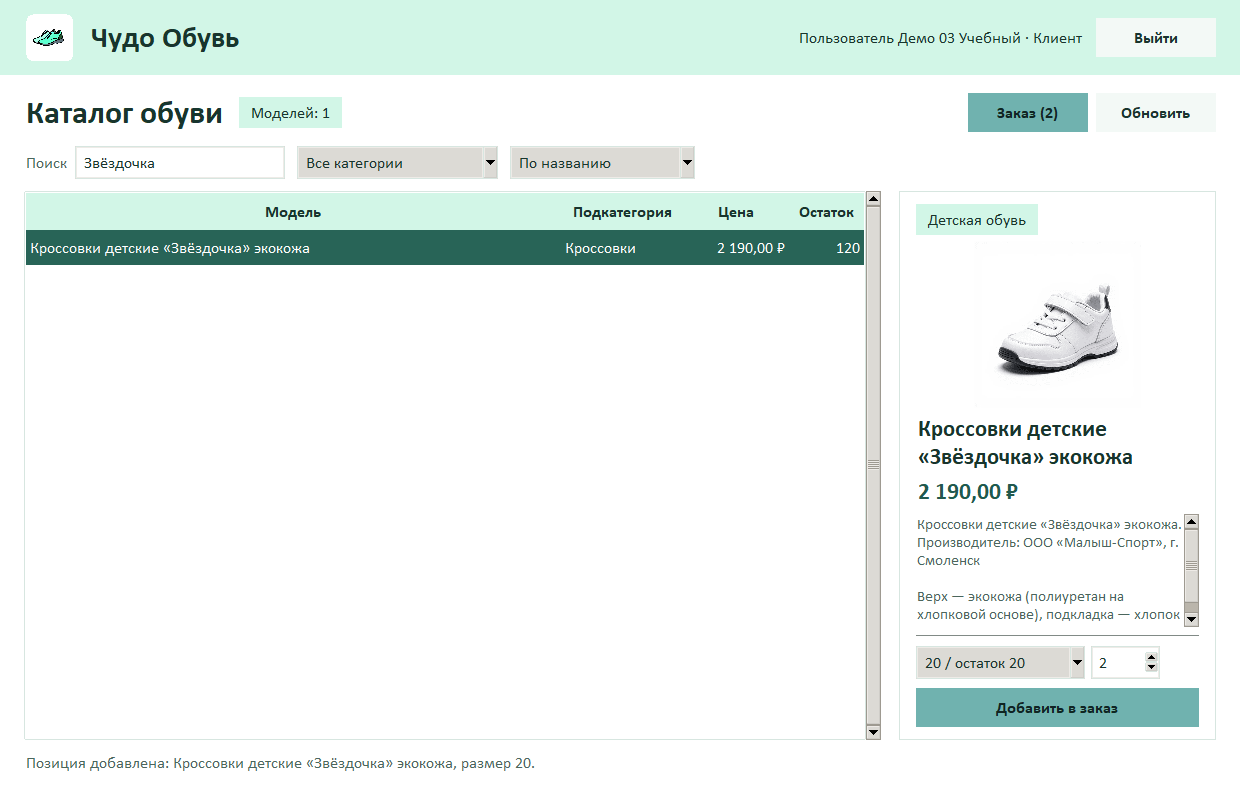 Чудо Обувь
Пользователь Демо 03 Учебный · Клиент
Выйти
Каталог обуви
Моделей: 1
Заказ (2)
Обновить
Поиск
Звёздочка
Все категории
По названию
Модель Подкатегория Цена Остаток
Кроссовки детские «Звёздочка» экокожа Кроссовки 2 190,00 ₽ 120
Детская обувь
Кроссовки детские
«Звёздочка» экокожа
2 190,00 ₽
Кроссовки детские «Звёздочка» экокожа.
Производитель: ООО «Малыш-Спорт», г.
Смоленск
Верх — экокожа (полиуретан на
хлопковой основе), подкладка — хлопок
20 / остаток 20
2
Добавить в заказ
Позиция добавлена: Кроссовки детские «Звёздочка» экокожа, размер 20.